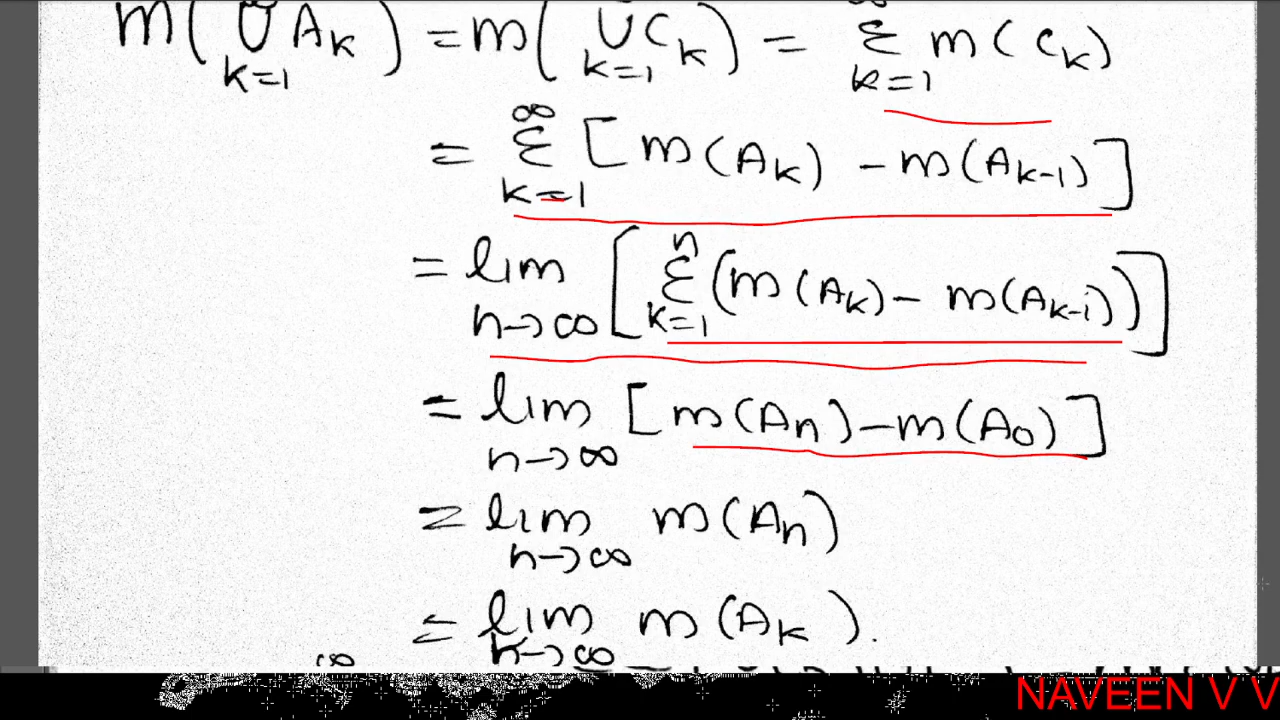 m(∪_{k=1} A_k) = m(∪_{k=1} C_k) = Σ_{k=1}^{∞} m(C_k)
= Σ_{k=1}^{∞} [m(A_k) - m(A_{k-1})]
= lim_{n→∞} [Σ_{k=1}^{n} (m(A_k) - m(A_{k-1}))]
= lim_{n→∞} [m(A_n) - m(A_0)]
= lim_{n→∞} m(A_n)
= lim_{k→∞} m(A_k).
∞
NAVEEN V V